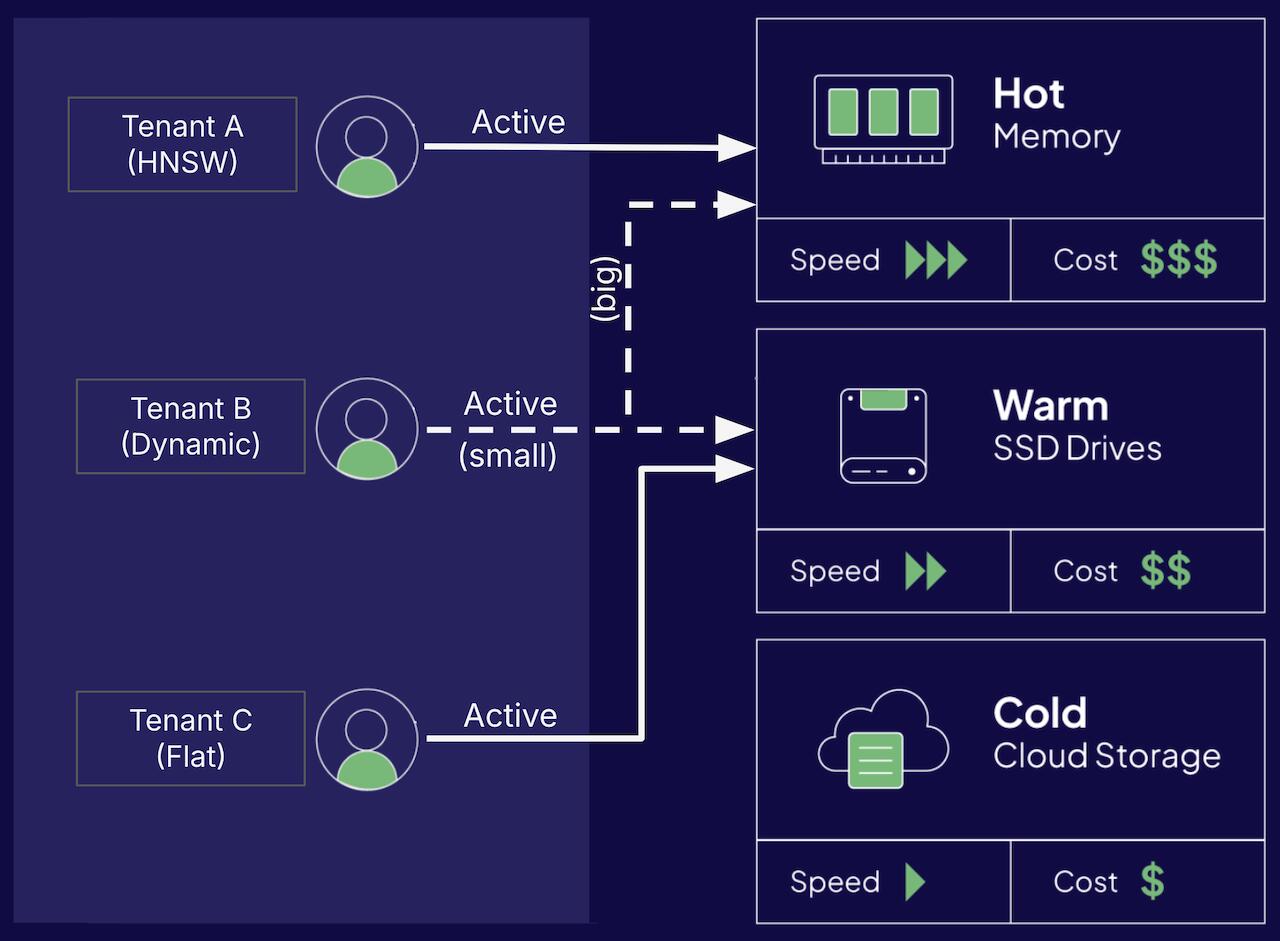 Tenant A
(HNSW)
Active
Hot
Memory
Speed
Cost $$$
(big)
Tenant B
(Dynamic)
Active
(small)
Warm
SSD Drives
Speed
Cost $$
Tenant C
(Flat)
Active
Cold
Cloud Storage
Speed
Cost $